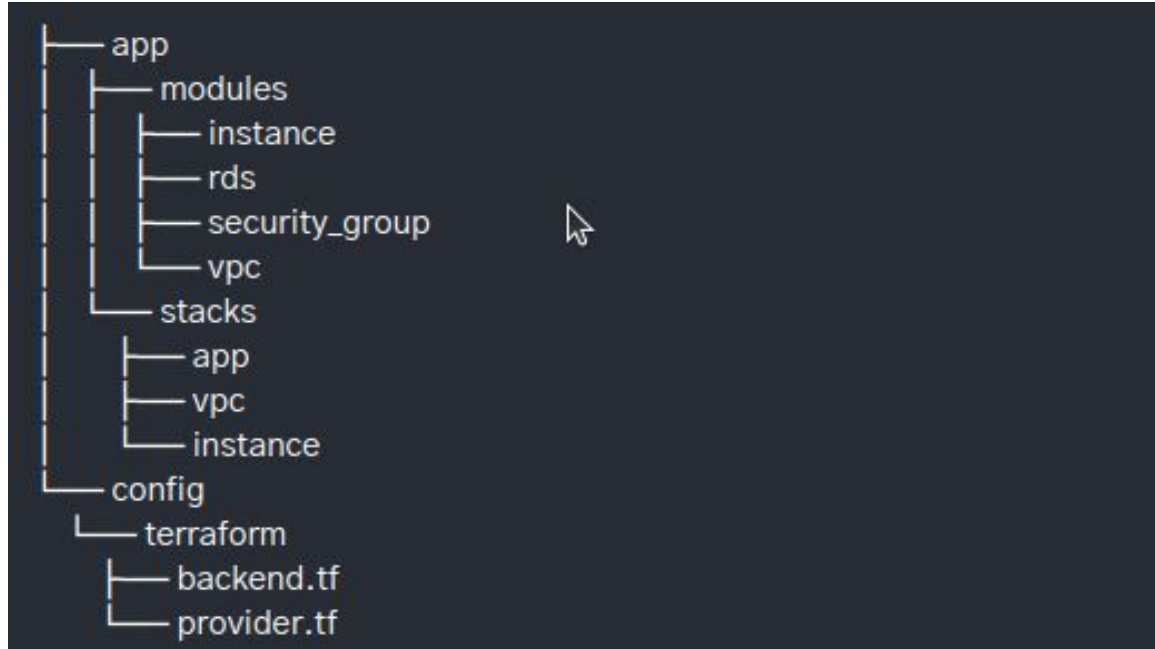 ├── app
│   ├── modules
│   │   ├── instance
│   │   ├── rds
│   │   ├── security_group
│   │   └── vpc
│   └── stacks
│       ├── app
│       ├── vpc
│       └── instance
└── config
    └── terraform
        ├── backend.tf
        └── provider.tf